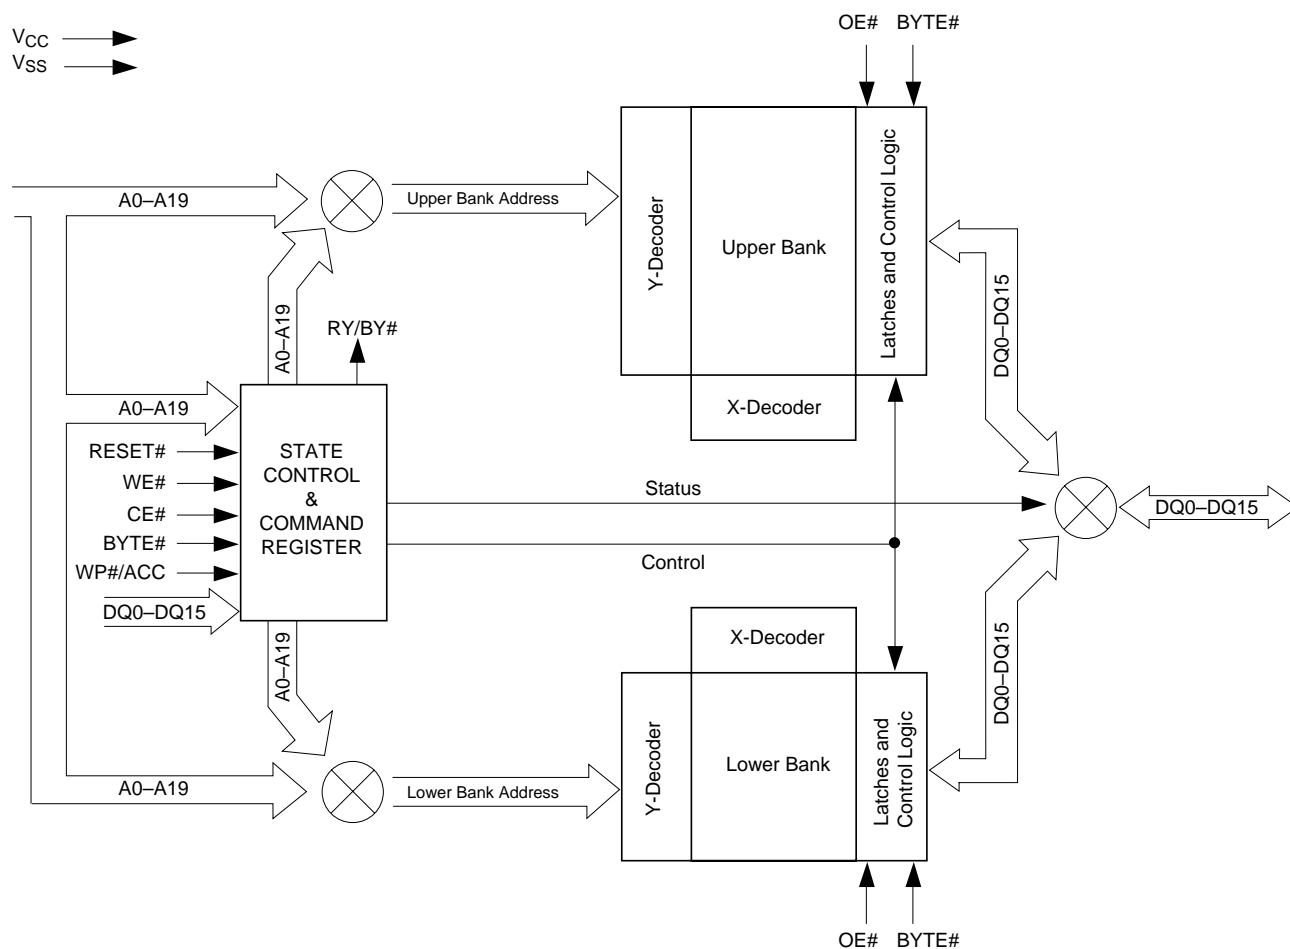 OE# BYTE#
VCC
VSS
A0–A19
Upper Bank Address
Y-Decoder
Upper Bank
Latches and Control Logic
X-Decoder
DQ0–DQ15
A0–A19
RY/BY#
A0–A19
RESET#
WE#
CE#
BYTE#
WP#/ACC
DQ0–DQ15
STATE
CONTROL
&
COMMAND
REGISTER
Status
Control
DQ0–DQ15
A0–A19
X-Decoder
Y-Decoder
Lower Bank
Latches and
Control Logic
DQ0–DQ15
A0–A19
Lower Bank Address
OE# BYTE#